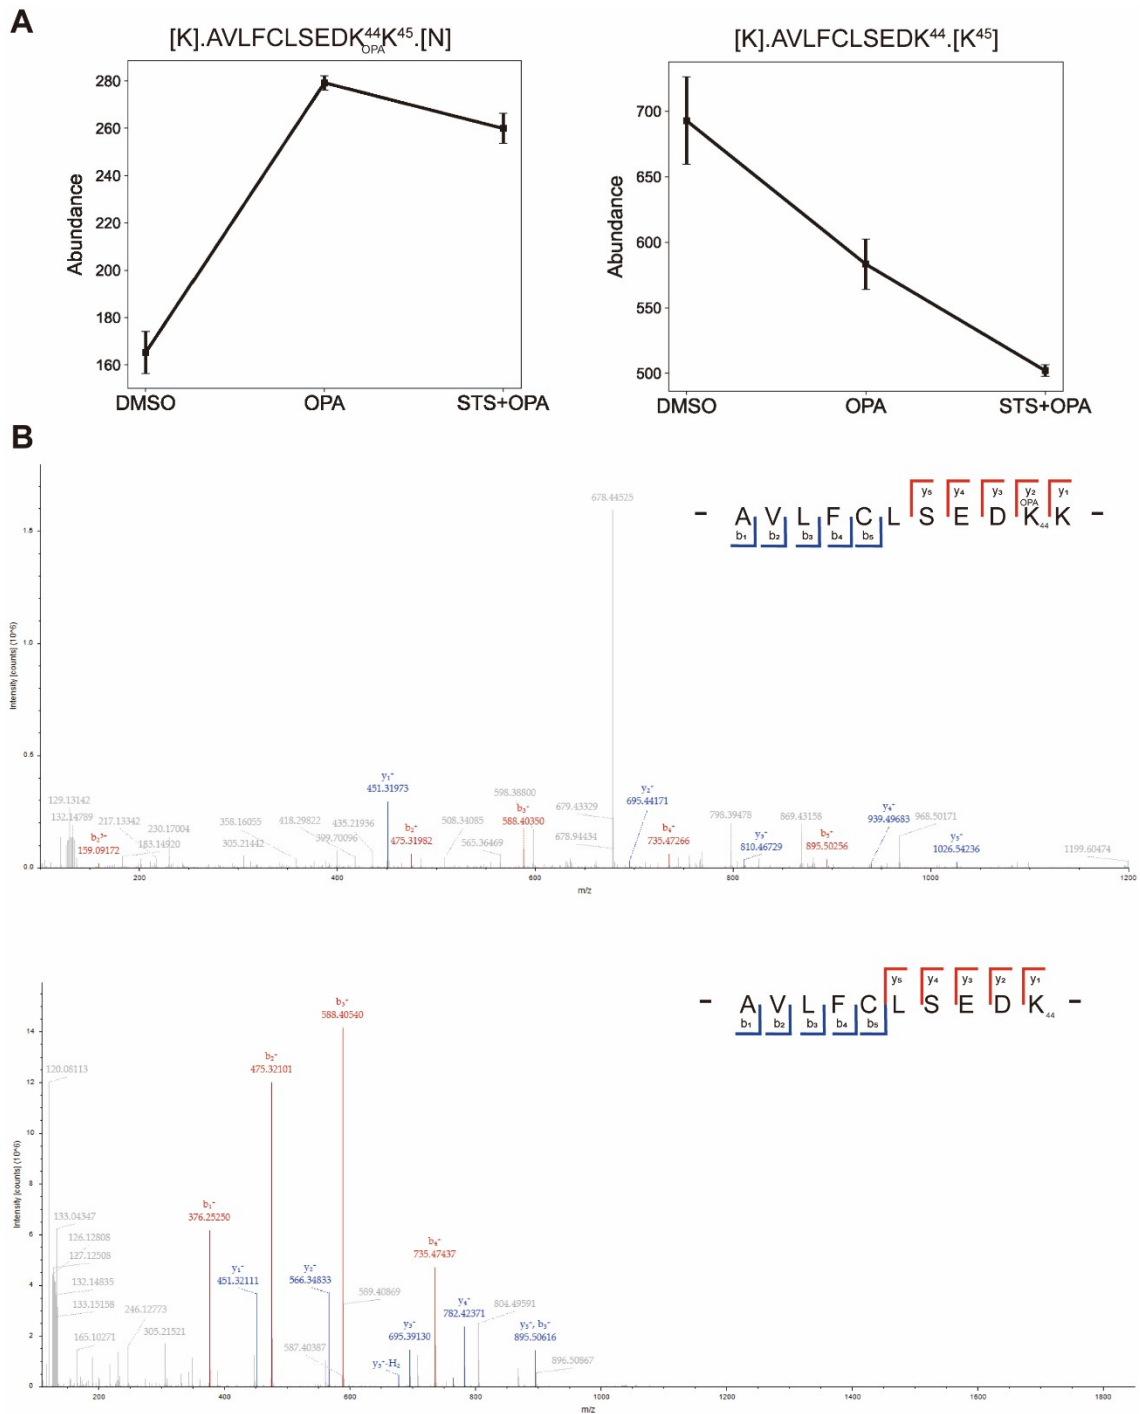 A
[K].AVLFCLSEDK⁴⁴K⁴⁵.[N]
OPA
[K].AVLFCLSEDK⁴⁴.[K⁴⁵]
Abundance
280
260
240
220
200
180
160
DMSO OPA STS+OPA
Abundance
700
650
600
550
500
DMSO OPA STS+OPA
B
Intensity [counts] (10^6)
1.5
1.0
0.5
0.0
678.44525
y₅ y₄ y₃ y₂ y₁
OPA
- A V L F C L S E D K₄₄ K -
b₁ b₂ b₃ b₄ b₅
129.13142
132.14789
b₂³⁺
159.09172
217.13342
183.14920
230.17004
358.16055
305.21442
418.29822
399.70096
435.21936
y₁⁺
451.31973
b₂⁺
475.31982
508.34085
565.36469
598.38800
b₃⁺
588.40350
679.43329
678.94434
y₂⁺
695.44171
b₄⁺
735.47266
798.39478
y₃⁺
810.46729
869.43158
b₅⁺
895.50256
y₄⁺
939.49683
968.50171
y₅⁺
1026.54236
1199.60474
200 400 600 800 1000 1200
m/z
Intensity [counts] (10^6)
14
12
10
8
6
4
2
0
y₅ y₄ y₃ y₂ y₁
- A V L F C L S E D K₄₄ -
b₁ b₂ b₃ b₄ b₅
b₃⁺
588.40540
b₂⁺
475.32101
120.08113
b₁⁺
376.25250
133.04347
126.12808
127.12508
132.14835
133.15158
165.10271
246.12773
305.21521
y₁⁺
451.32111
y₂⁺
566.34833
589.40869
587.40387
b₄⁺
735.47437
y₃⁺
695.39130
y₃⁺-H₂
y₄⁺
782.42371
804.49591
y₅⁺, b₅⁺
895.50616
896.50867
200 400 600 800 1000 1200 1400 1600 1800
m/z